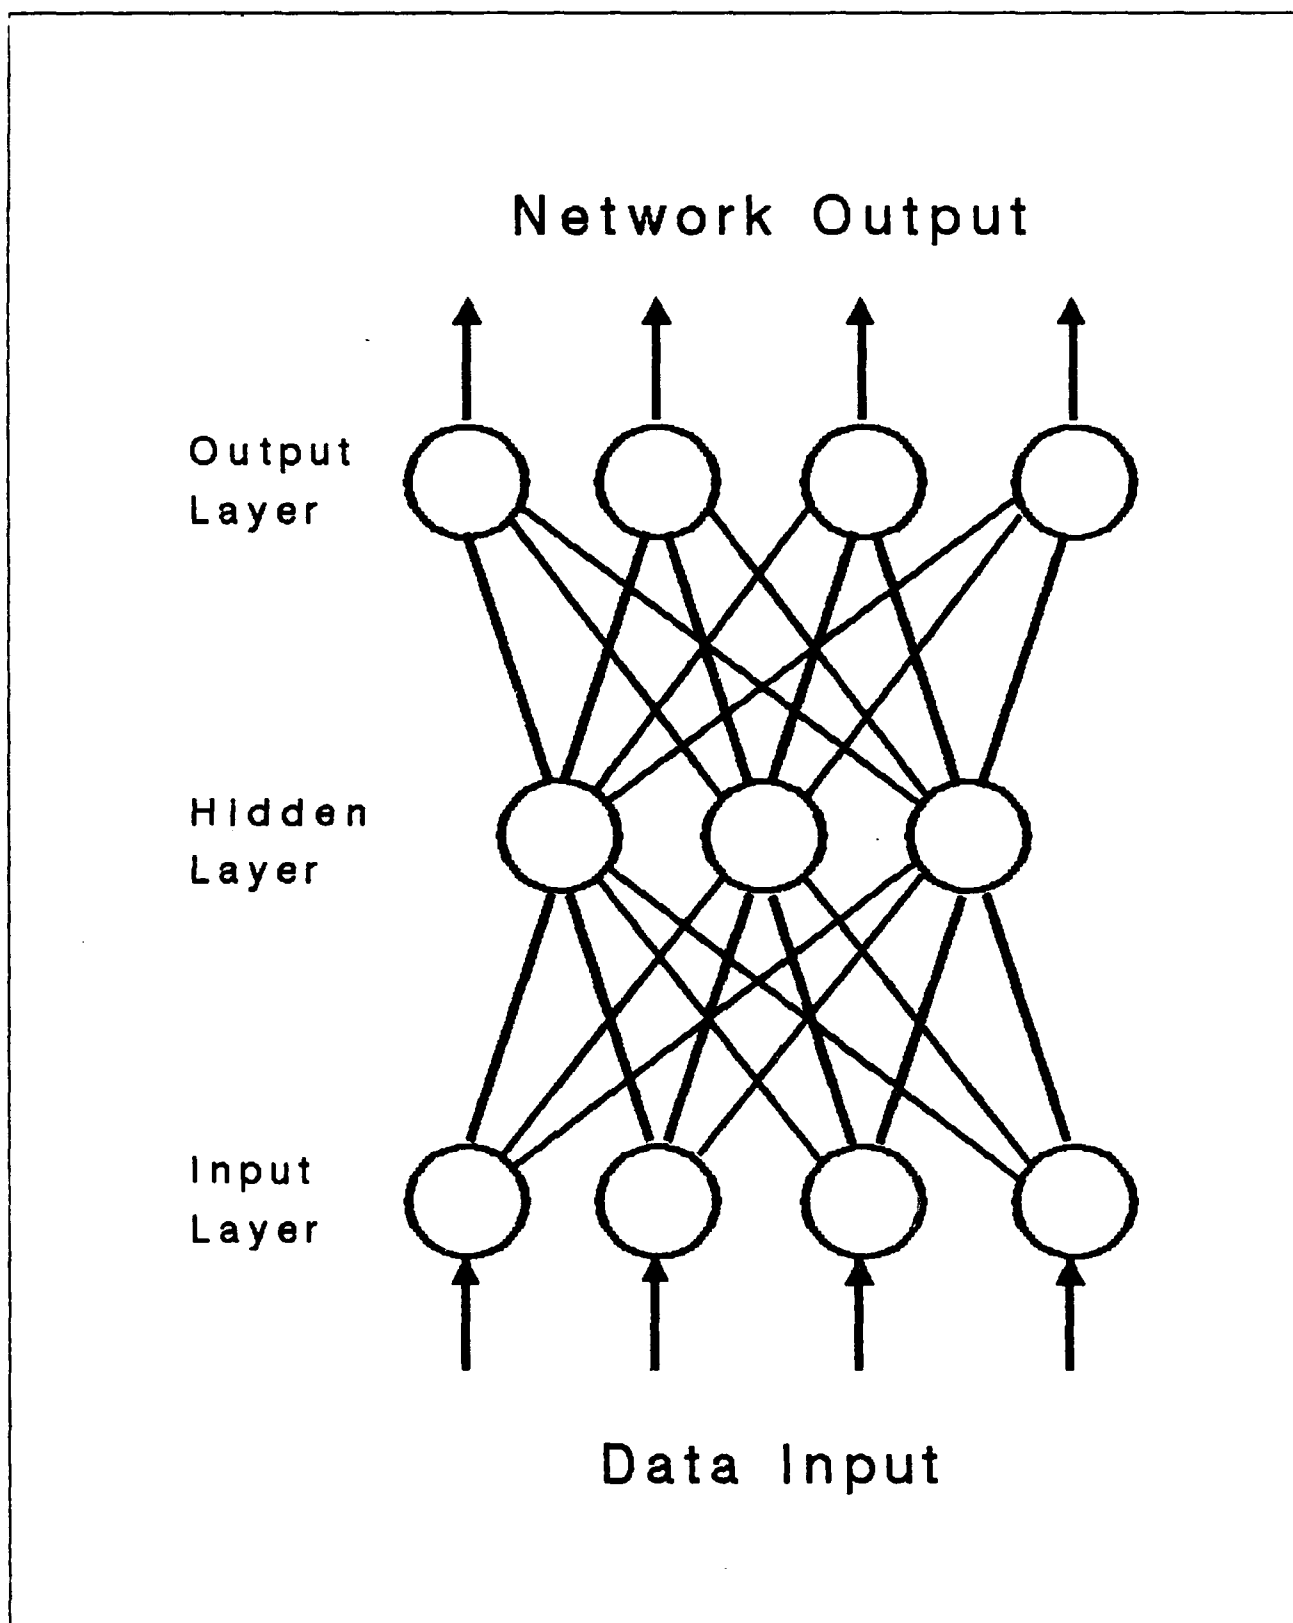 Network Output
Output
Layer
Hidden
Layer
Input
Layer
Data Input